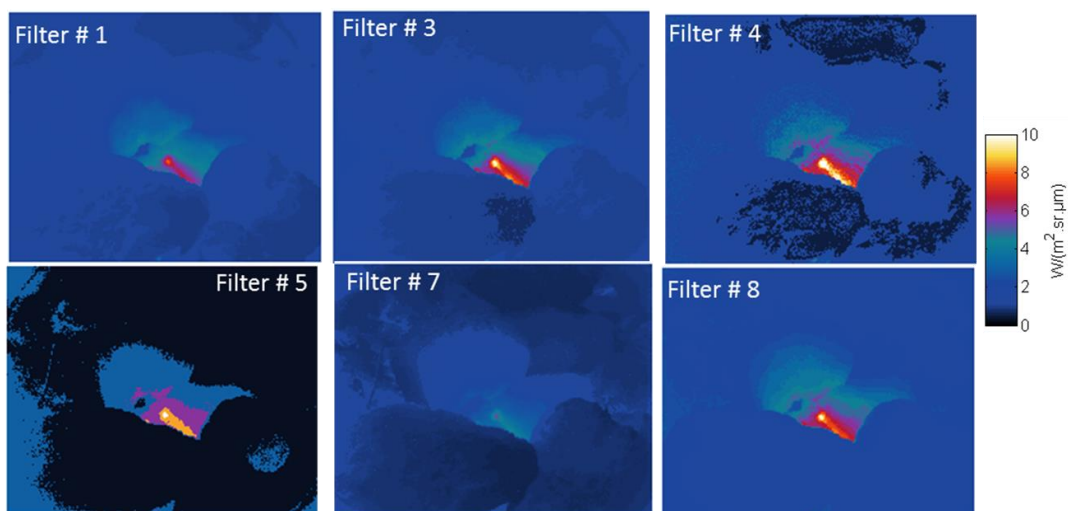 Filter # 1
Filter # 3
Filter # 4
10
8
6
4
2
0
W/(m².sr.µm)
Filter # 5
Filter # 7
Filter # 8